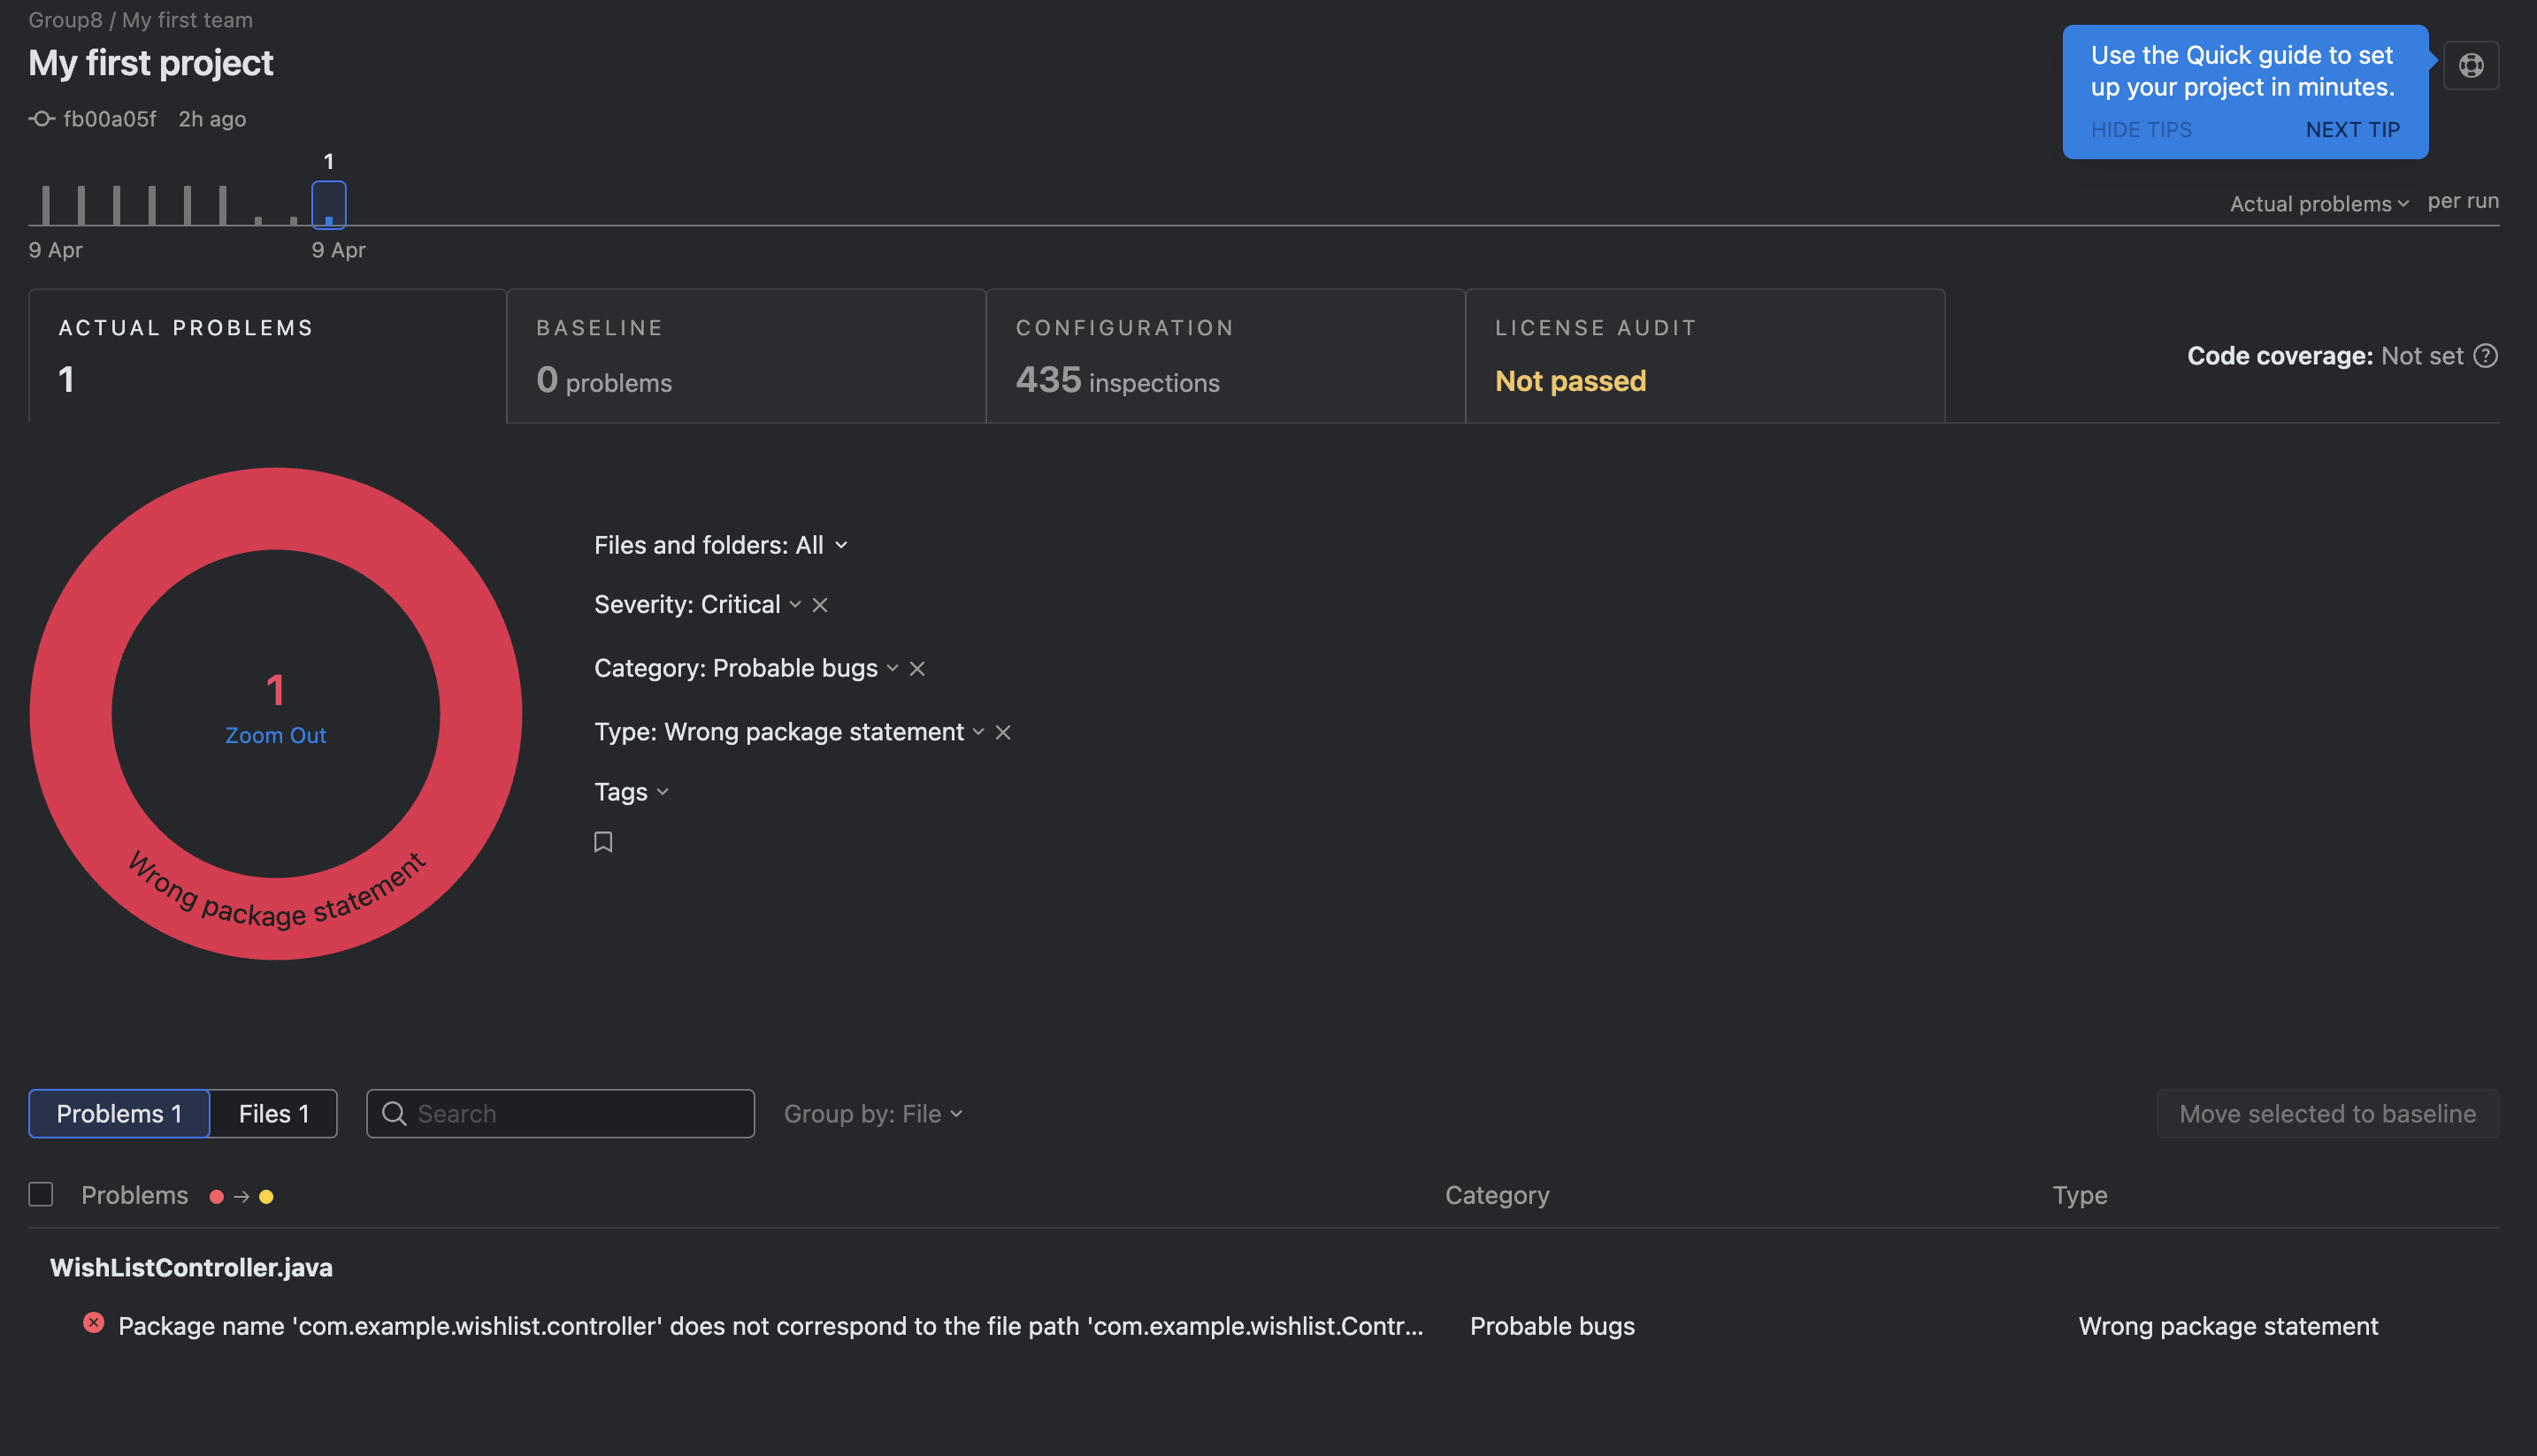 Group8 / My first team
My first project
fb00a05f 2h ago
Use the Quick guide to set
up your project in minutes.
HIDE TIPS NEXT TIP
1
Actual problems per run
9 Apr 9 Apr
ACTUAL PROBLEMS
1
BASELINE
0 problems
CONFIGURATION
435 inspections
LICENSE AUDIT
Not passed
Code coverage: Not set ?
1
Zoom Out
Wrong package statement
Files and folders: All
Severity: Critical
Category: Probable bugs
Type: Wrong package statement
Tags
Problems 1 Files 1 Search Group by: File Move selected to baseline
Problems Category Type
WishListController.java
Package name 'com.example.wishlist.controller' does not correspond to the file path 'com.example.wishlist.Contr... Probable bugs Wrong package statement